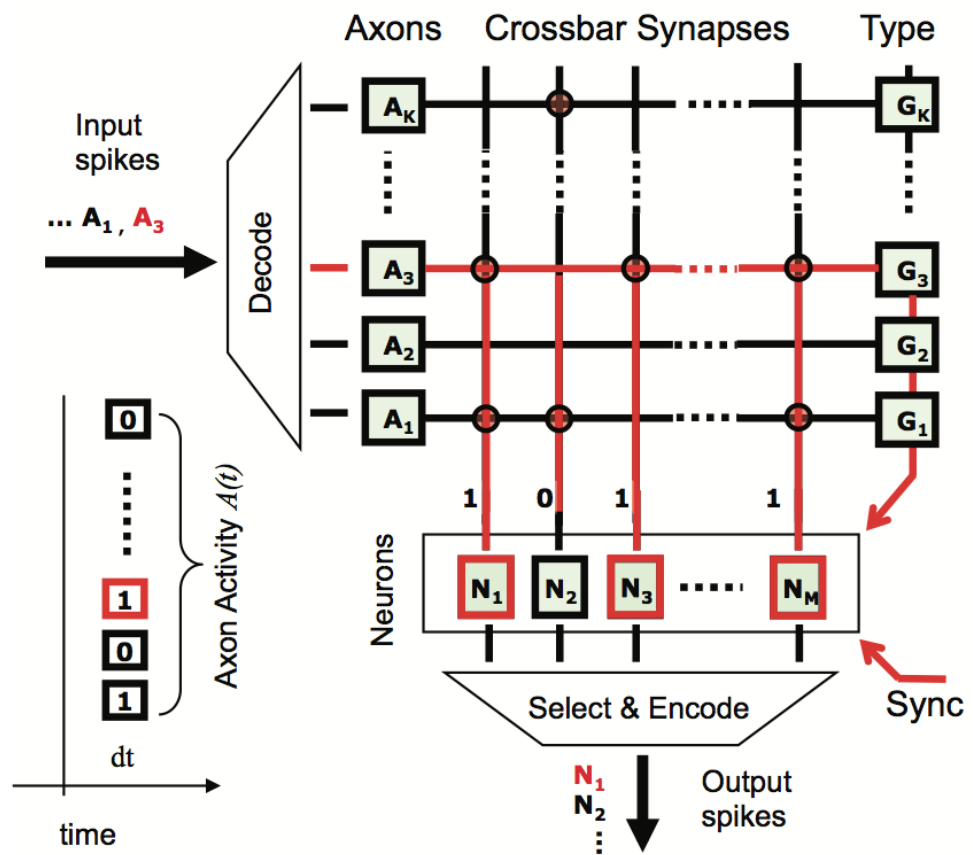 Axons Crossbar Synapses Type
Input
spikes
... A1 , A3
Decode
AK
GK
A3
G3
A2
G2
A1
G1
0
1
0
1
Axon Activity A(t)
dt
time
1 0 1 1
Neurons
N1 N2 N3 NM
Sync
Select & Encode
N1
N2
...
Output
spikes